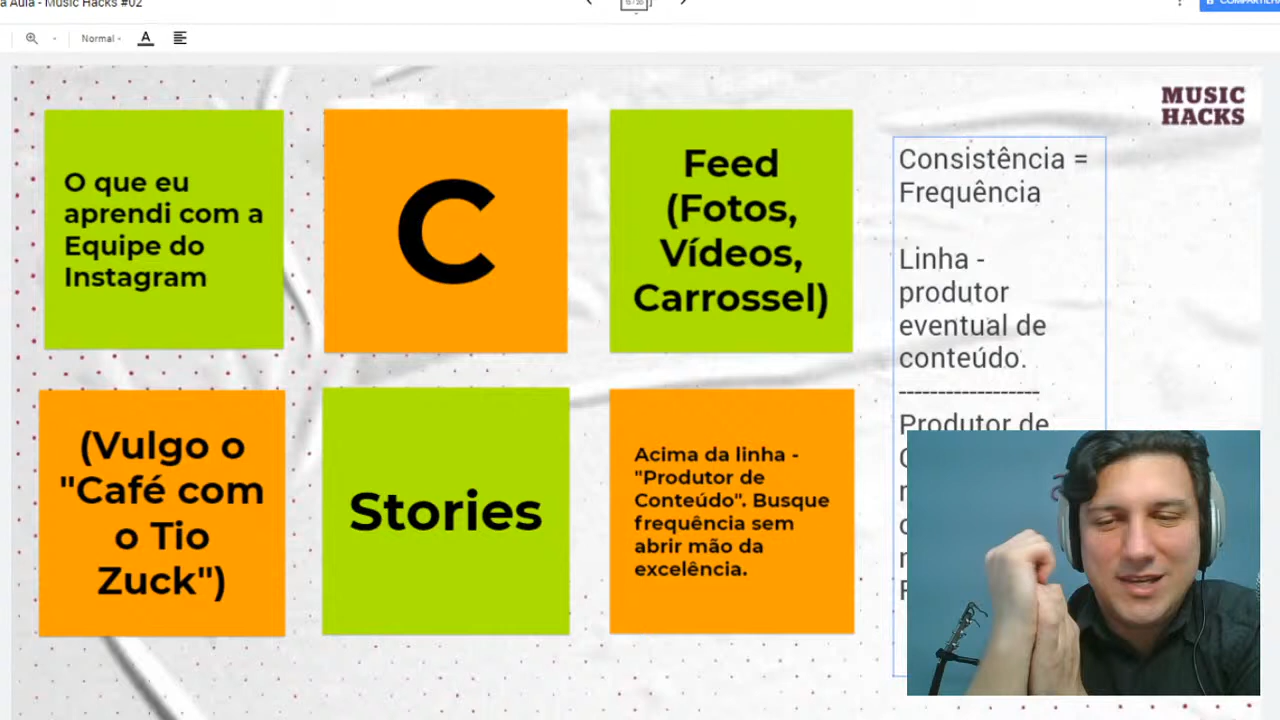 a Aula - Music Hacks #02
Normal
A
MUSIC
HACKS
O que eu
aprendi com a
Equipe do
Instagram
C
Feed
(Fotos,
Vídeos,
Carrossel)
Consistência =
Frequência
Linha -
produtor
eventual de
conteúdo.
-----------------
Produtor de
(Vulgo o
"Café com
o Tio
Zuck")
Stories
Acima da linha -
"Produtor de
Conteúdo". Busque
frequência sem
abrir mão da
excelência.